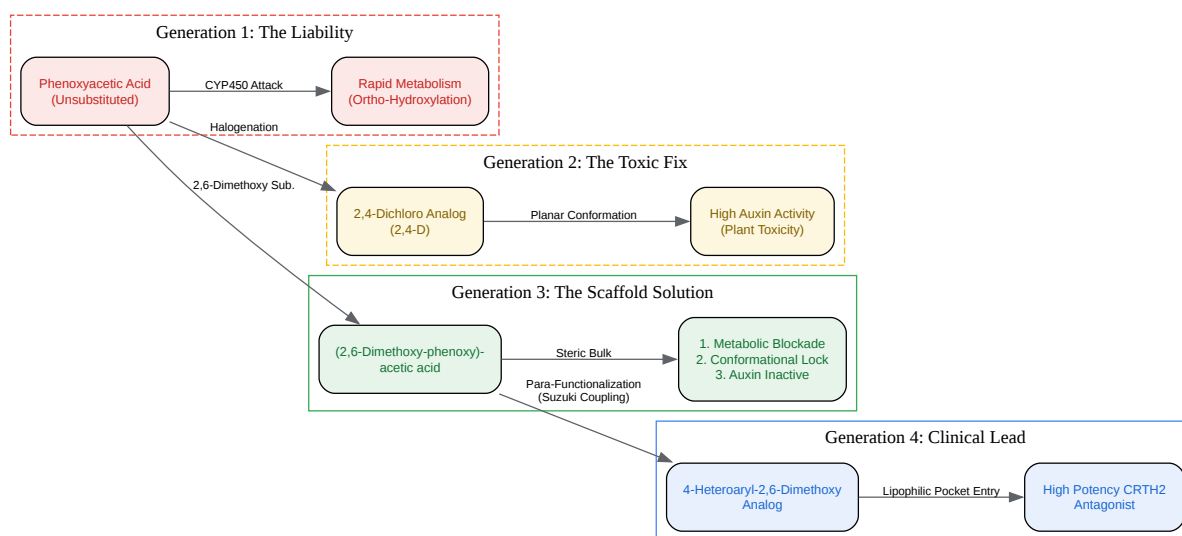 Generation 1: The Liability
Phenoxyacetic Acid
(Unsubstituted)
CYP450 Attack
Rapid Metabolism
(Ortho-Hydroxylation)
Halogenation
2,6-Dimethoxy Sub.
Generation 2: The Toxic Fix
2,4-Dichloro Analog
(2,4-D)
Planar Conformation
High Auxin Activity
(Plant Toxicity)
Generation 3: The Scaffold Solution
(2,6-Dimethoxy-phenoxy)-
acetic acid
Steric Bulk
1. Metabolic Blockade
2. Conformational Lock
3. Auxin Inactive
Para-Functionalization
(Suzuki Coupling)
Generation 4: Clinical Lead
4-Heteroaryl-2,6-Dimethoxy
Analog
Lipophilic Pocket Entry
High Potency CRTH2
Antagonist